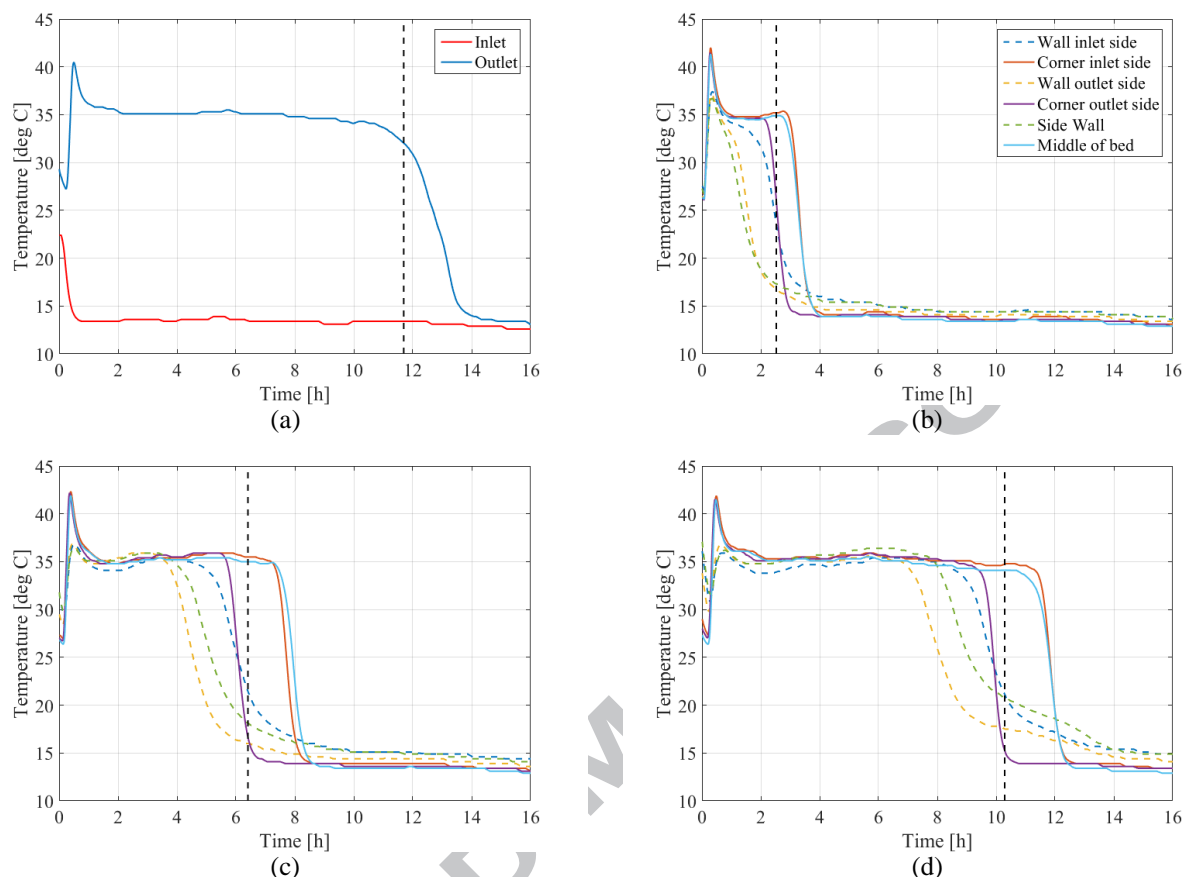 45
40
35
30
25
20
15
10
Temperature [deg C]
Inlet
Outlet
0 2 4 6 8 10 12 14 16
Time [h]
(a)
45
40
35
30
25
20
15
10
Temperature [deg C]
Wall inlet side
Corner inlet side
Wall outlet side
Corner outlet side
Side Wall
Middle of bed
0 2 4 6 8 10 12 14 16
Time [h]
(b)
45
40
35
30
25
20
15
10
Temperature [deg C]
0 2 4 6 8 10 12 14 16
Time [h]
(c)
45
40
35
30
25
20
15
10
Temperature [deg C]
0 2 4 6 8 10 12 14 16
Time [h]
(d)